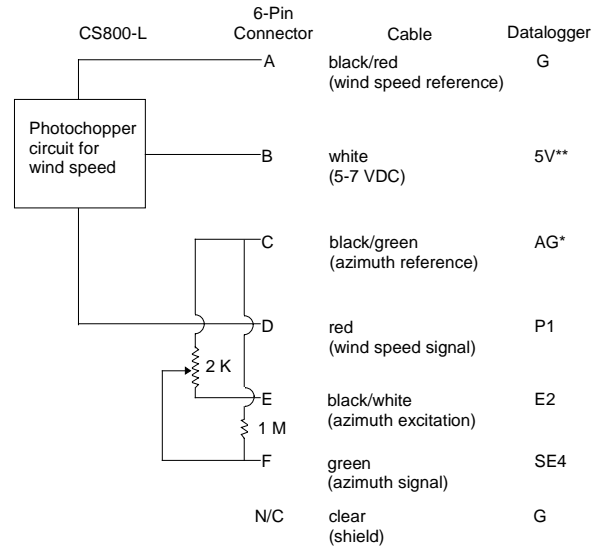 6-Pin
CS800-L Connector Cable Datalogger
A black/red G
(wind speed reference)
Photochopper
circuit for
wind speed
B white 5V**
(5-7 VDC)
C black/green AG*
(azimuth reference)
D red P1
(wind speed signal)
2 K
E black/white E2
(azimuth excitation)
1 M
F green SE4
(azimuth signal)
N/C clear G
(shield)